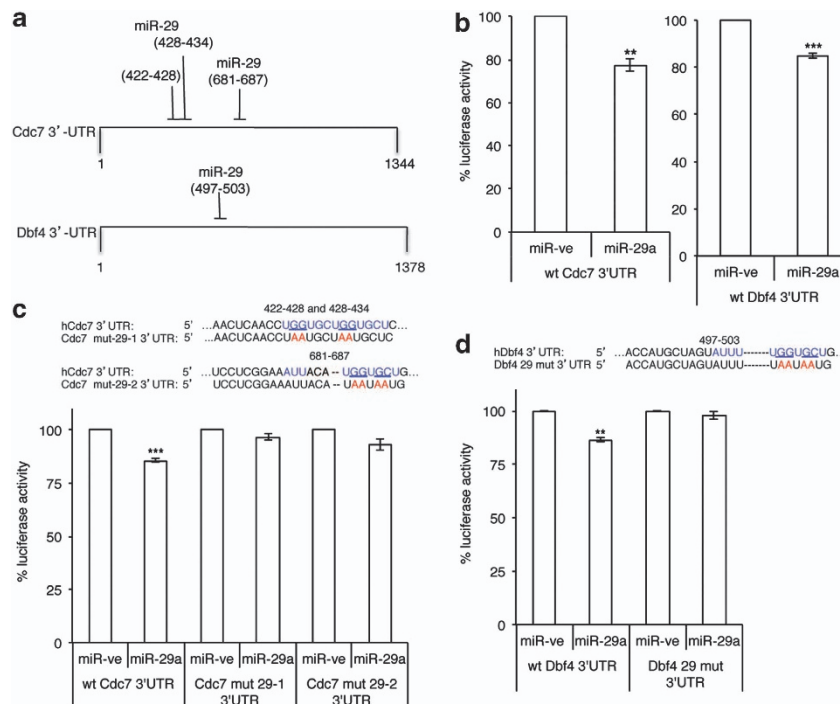 a
miR-29
(428-434)
miR-29
(422-428)
(681-687)
Cdc7 3'-UTR
1
1344
miR-29
(497-503)
Dbf4 3'-UTR
1
1378
b
% luciferase activity
100
80
60
40
20
0
**
miR-ve
miR-29a
wt Cdc7 3'UTR
100
80
60
40
20
0
***
miR-ve
miR-29a
wt Dbf4 3'UTR
c
422-428 and 428-434
hCdc7 3' UTR: 5' ...AACUCAACCUGGUGCUGGUGCUC...
Cdc7 mut-29-1 3' UTR: 5' AACUCAACCUAAUGCUAAUGCUC
681-687
hCdc7 3' UTR: 5' ...UCCUCGGAAAUUACA -- UGGUGCUG...
Cdc7 mut-29-2 3'UTR: 5' UCCUCGGAAAUUACA -- UAAUAAUG
% luciferase activity
100
75
50
25
0
***
miR-ve
miR-29a
miR-ve
miR-29a
miR-ve
miR-29a
wt Cdc7 3'UTR
Cdc7 mut 29-1
3'UTR
Cdc7 mut 29-2
3'UTR
d
497-503
hDbf4 3' UTR: 5' ...ACCAUGCUAGUAUUU------UGGUGCUG...
Dbf4 29 mut 3' UTR 5' ACCAUGCUAGUAUUU------UAAUAAUG
% luciferase activity
100
75
50
25
0
**
miR-ve
miR-29a
miR-ve
miR-29a
wt Dbf4 3'UTR
Dbf4 29 mut
3'UTR